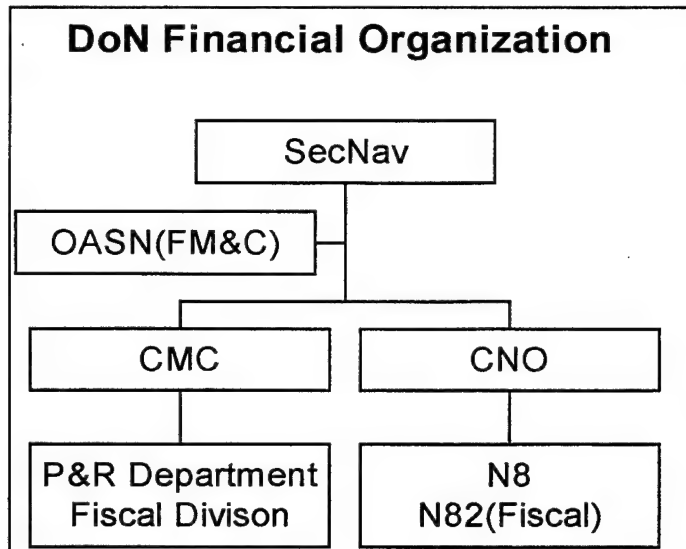 DoN Financial Organization
SecNav
OASN(FM&C)
CMC
CNO
P&R Department
Fiscal Divison
N8
N82(Fiscal)